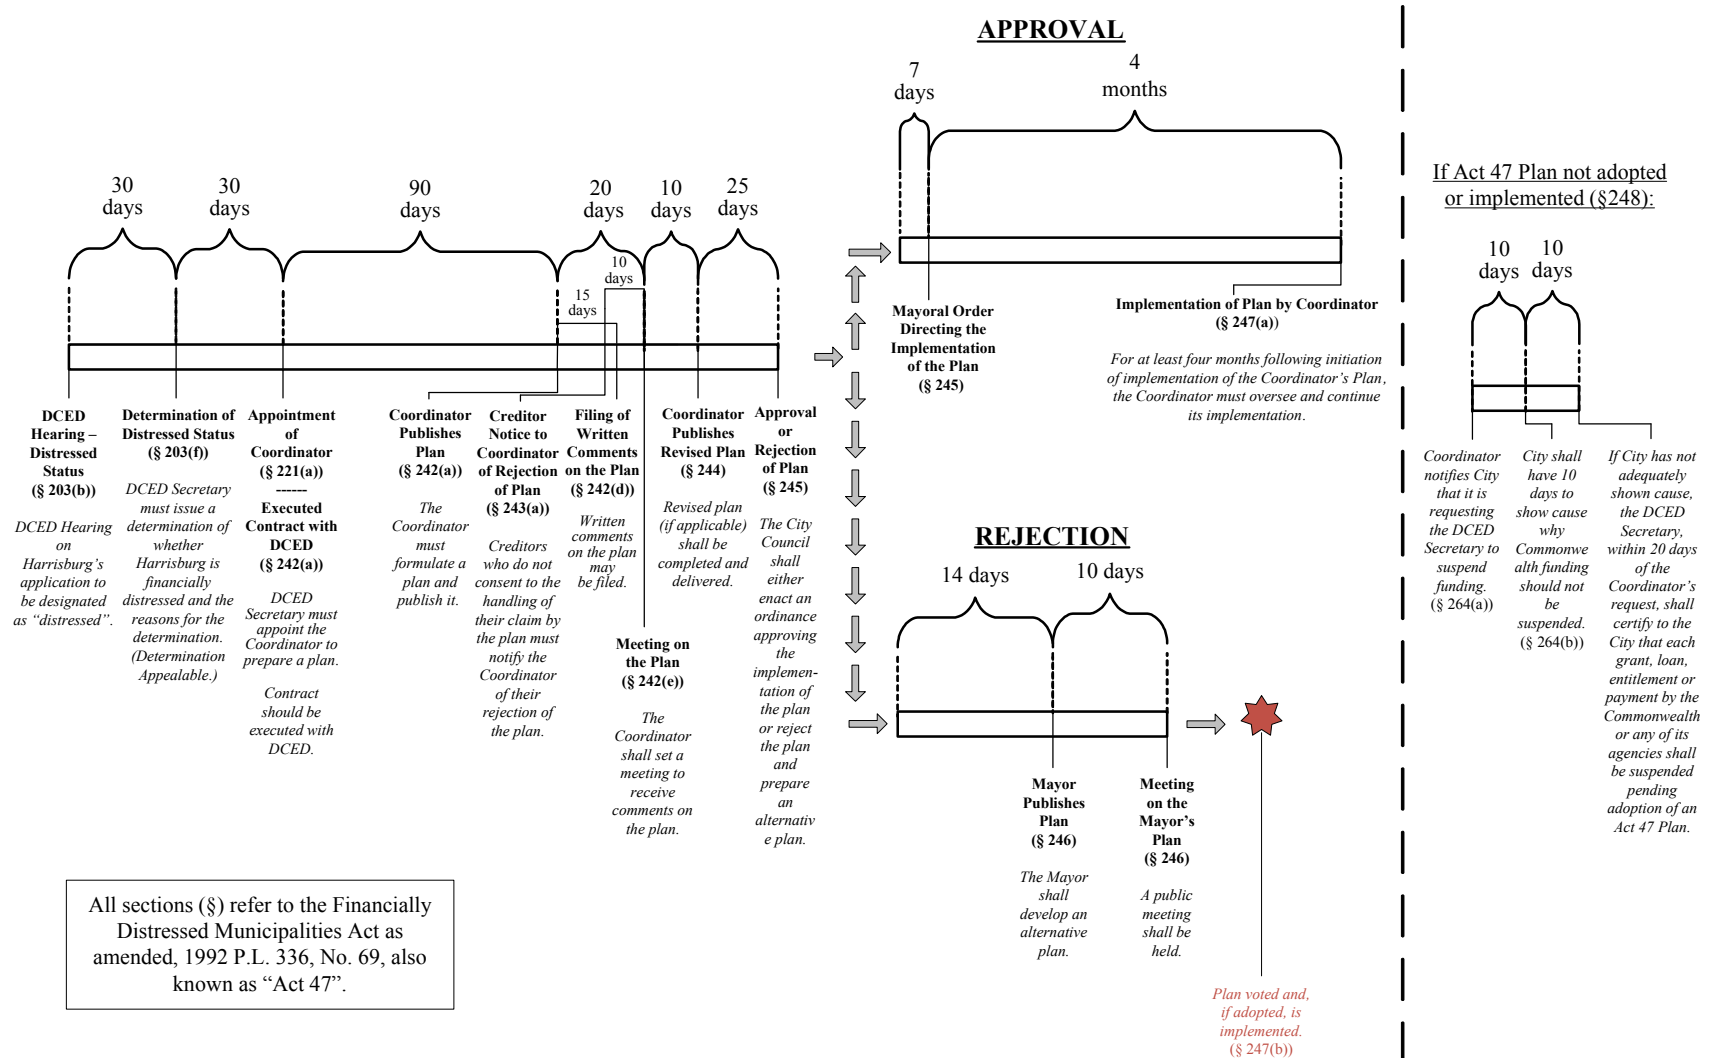 APPROVAL
7
days
4
months
30
days
30
days
90
days
20
days
10
days
25
days
10
days
15
days
DCED
Hearing –
Distressed
Status
(§ 203(b))
DCED Hearing
on
Harrisburg's
application to
be designated
as “distressed”.
Determination of
Distressed Status
(§ 203(f))
DCED Secretary
must issue a
determination of
whether
Harrisburg is
financially
distressed and the
reasons for the
determination.
(Determination
Appealable.)
Appointment
of
Coordinator
(§ 221(a))
------
Executed
Contract with
DCED
(§ 242(a))
DCED
Secretary must
appoint the
Coordinator to
prepare a plan.
Contract
should be
executed with
DCED.
Coordinator
Publishes
Plan
(§ 242(a))
The
Coordinator
must
formulate a
plan and
publish it.
Creditor
Notice to
Coordinator
of Rejection
of Plan
(§ 243(a))
Creditors
who do not
consent to the
handling of
their claim by
the plan must
notify the
Coordinator
of their
rejection of
the plan.
Filing of
Written
Comments
on the Plan
(§ 242(d))
Written
comments
on the plan
may
be filed.
Meeting on
the Plan
(§ 242(e))
The
Coordinator
shall set a
meeting to
receive
comments on
the plan.
Coordinator
Publishes
Revised Plan
(§ 244)
Revised plan
(if applicable)
shall be
completed and
delivered.
Approval
or
Rejection
of Plan
(§ 245)
The City
Council
shall
either
enact an
ordinance
approving
the
implemen-
tation of
the plan
or reject
the plan
and
prepare
an
alternativ
e plan.
Mayoral Order
Directing the
Implementation
of the Plan
(§ 245)
Implementation of Plan by Coordinator
(§ 247(a))
For at least four months following initiation
of implementation of the Coordinator's Plan,
the Coordinator must oversee and continue
its implementation.
REJECTION
14 days
10 days
Mayor
Publishes
Plan
(§ 246)
The Mayor
shall
develop an
alternative
plan.
Meeting
on the
Mayor's
Plan
(§ 246)
A public
meeting
shall be
held.
Plan voted and,
if adopted, is
implemented.
(§ 247(b))
If Act 47 Plan not adopted
or implemented (§248):
10
days
10
days
Coordinator
notifies City
that it is
requesting
the DCED
Secretary to
suspend
funding.
(§ 264(a))
City shall
have 10
days to
show cause
why
Commonwe
alth funding
should not
be
suspended.
(§ 264(b))
If City has not
adequately
shown cause,
the DCED
Secretary,
within 20 days
of the
Coordinator's
request, shall
certify to the
City that each
grant, loan,
entitlement or
payment by the
Commonwealth
or any of its
agencies shall
be suspended
pending
adoption of an
Act 47 Plan.
All sections (§) refer to the Financially
Distressed Municipalities Act as
amended, 1992 P.L. 336, No. 69, also
known as “Act 47”.